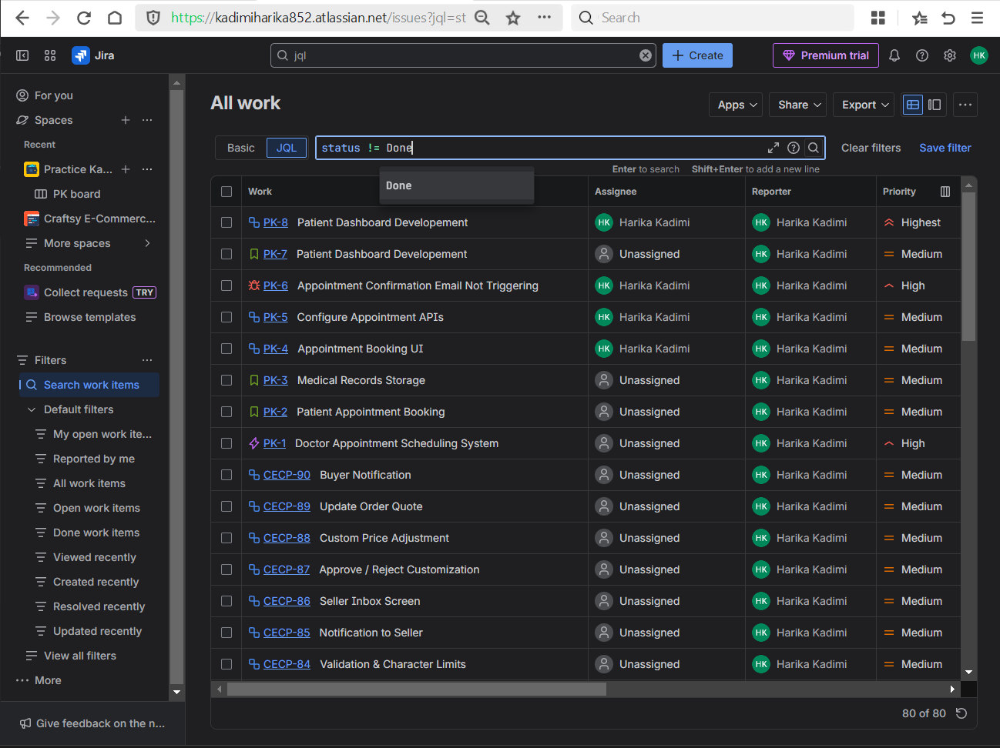 https://kadimiharika852.atlassian.net/issues?jql=st
Search
Jira
jql
Create
Premium trial
HK
For you
Spaces
Recent
Practice Ka...
PK board
Craftsy E-Commerc...
More spaces
Recommended
Collect requests TRY
Browse templates
Filters
Search work items
Default filters
My open work ite...
Reported by me
All work items
Open work items
Done work items
Viewed recently
Created recently
Resolved recently
Updated recently
View all filters
More
Give feedback on the n...
All work
Apps
Share
Export
Basic
JQL
status != Done
Clear filters
Save filter
Enter to search Shift+Enter to add a new line
Done
Work Assignee Reporter Priority
PK-8 Patient Dashboard Developement HK Harika Kadimi HK Harika Kadimi Highest
PK-7 Patient Dashboard Developement Unassigned HK Harika Kadimi Medium
PK-6 Appointment Confirmation Email Not Triggering HK Harika Kadimi HK Harika Kadimi High
PK-5 Configure Appointment APIs HK Harika Kadimi HK Harika Kadimi Medium
PK-4 Appointment Booking UI HK Harika Kadimi HK Harika Kadimi Medium
PK-3 Medical Records Storage Unassigned HK Harika Kadimi Medium
PK-2 Patient Appointment Booking Unassigned HK Harika Kadimi Medium
PK-1 Doctor Appointment Scheduling System Unassigned HK Harika Kadimi High
CECP-90 Buyer Notification Unassigned HK Harika Kadimi Medium
CECP-89 Update Order Quote Unassigned HK Harika Kadimi Medium
CECP-88 Custom Price Adjustment Unassigned HK Harika Kadimi Medium
CECP-87 Approve / Reject Customization Unassigned HK Harika Kadimi Medium
CECP-86 Seller Inbox Screen Unassigned HK Harika Kadimi Medium
CECP-85 Notification to Seller Unassigned HK Harika Kadimi Medium
CECP-84 Validation & Character Limits Unassigned HK Harika Kadimi Medium
80 of 80